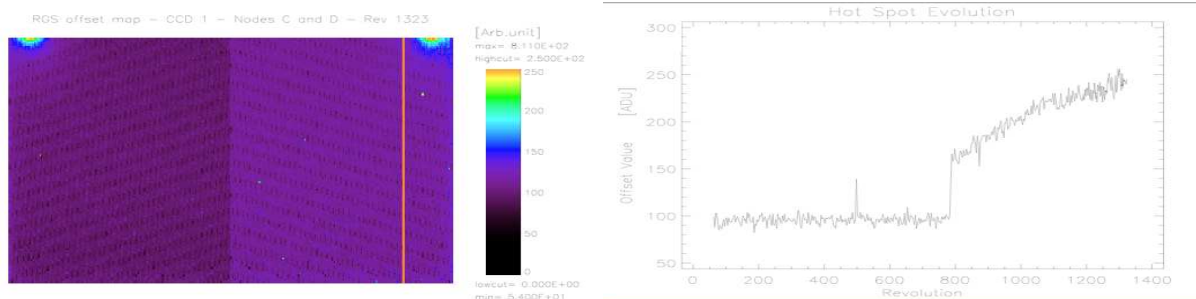 RGS offset map - CCD 1 - Nodes C and D - Rev 1323
[Arb.unit]
max= 8.110E+02
highcut= 2.500E+02
250
200
150
100
50
0
lowcut= 0.000E+00
min= 5.400E+01
Hot Spot Evolution
Offset Value [ADU]
300
250
200
150
100
50
0 200 400 600 800 1000 1200 1400
Revolution